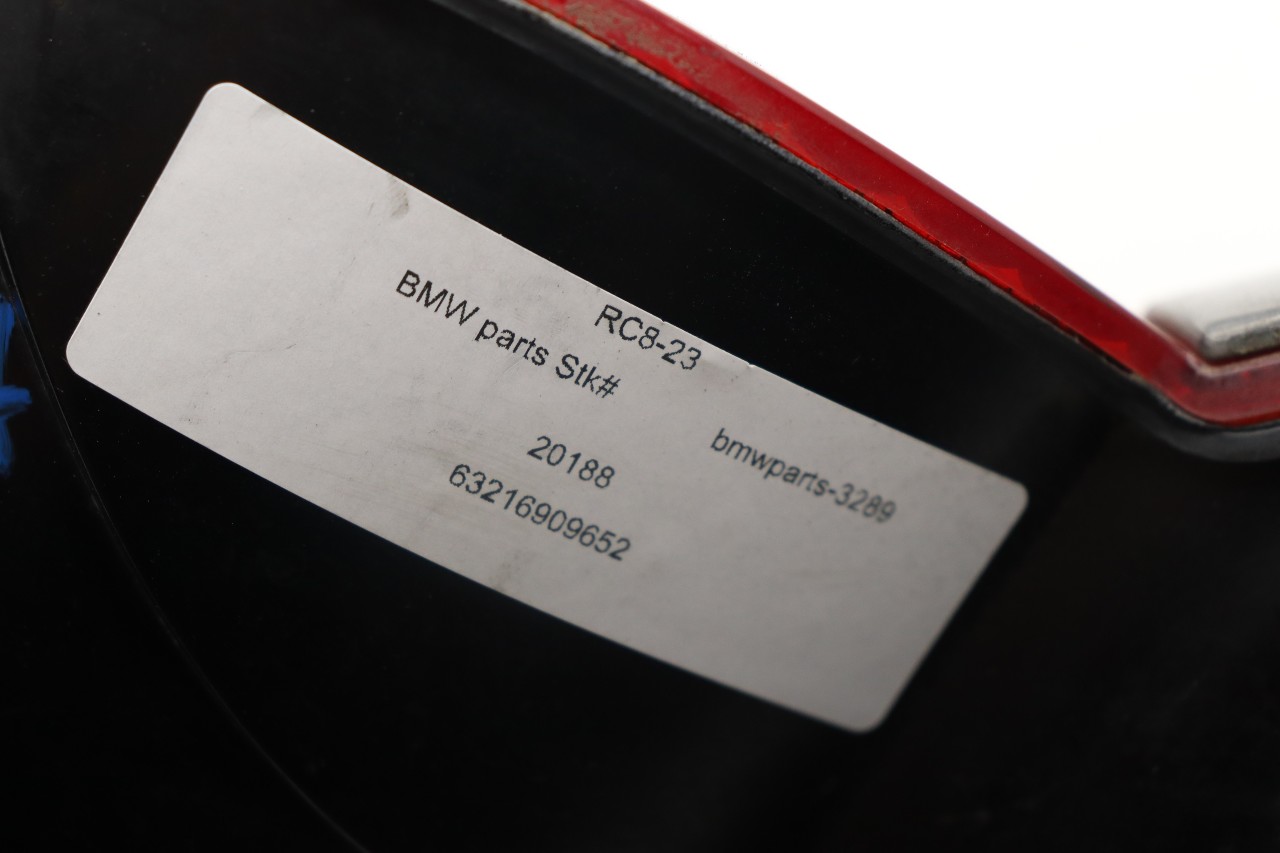 RC8-23
BMW parts Stk#
bmwparts-3289
20188
63216909652